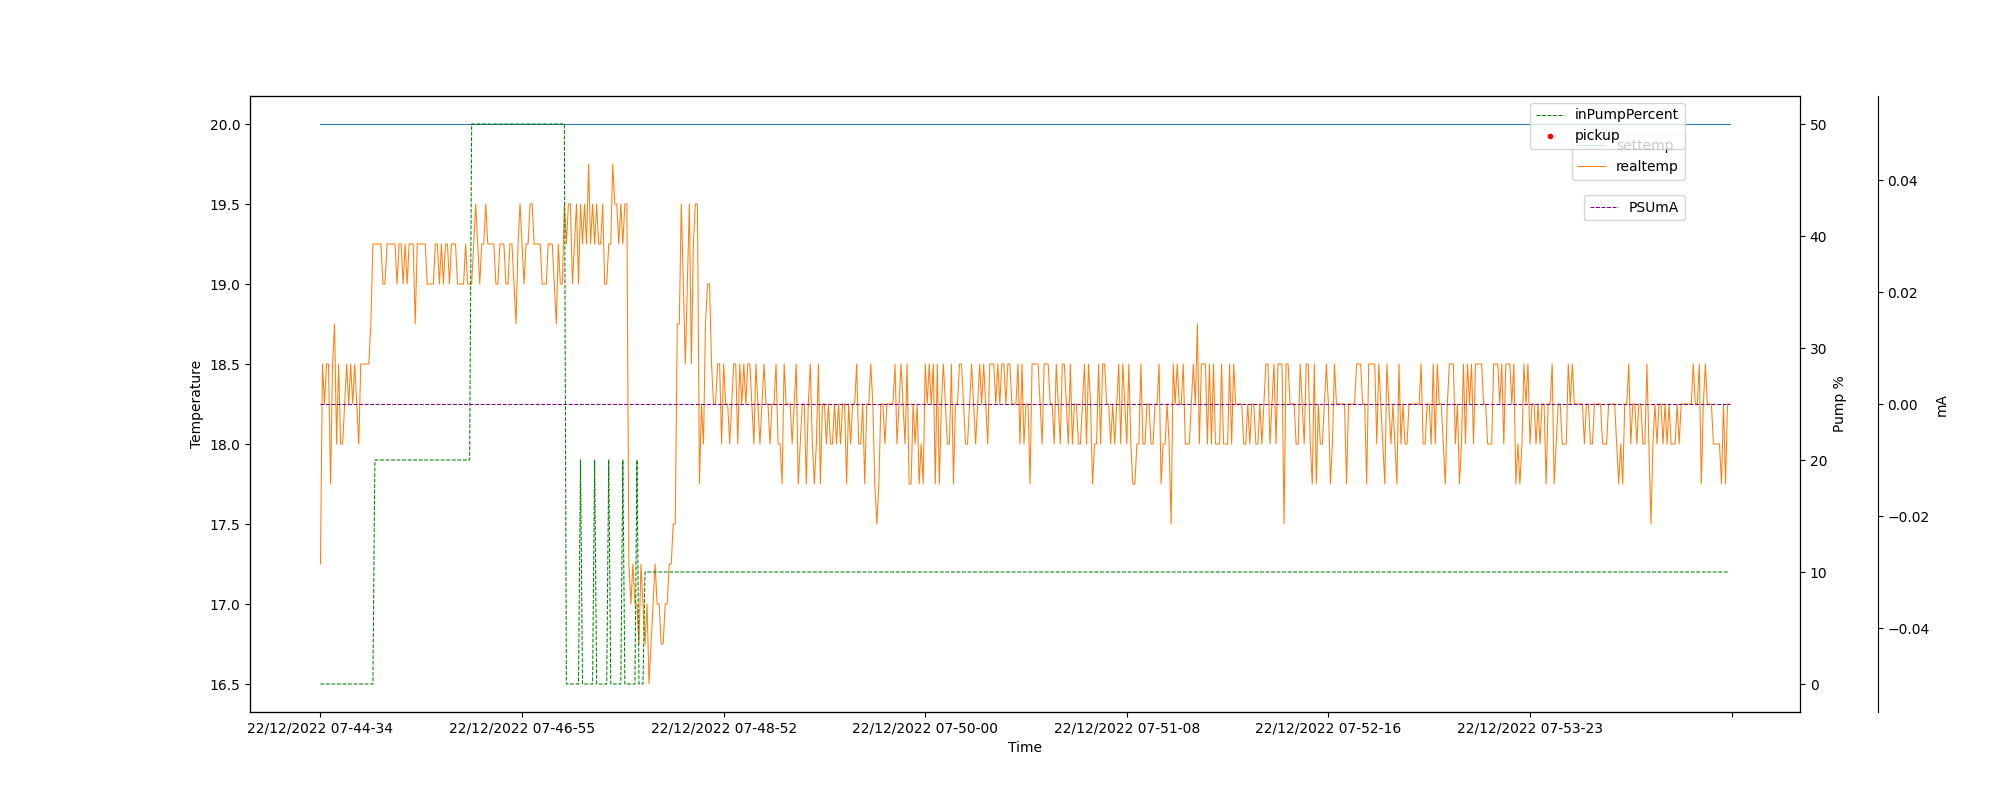 20.0
19.5
19.0
18.5
18.0
17.5
17.0
16.5
Temperature
22/12/2022 07-44-34
22/12/2022 07-46-55
22/12/2022 07-48-52
22/12/2022 07-50-00
22/12/2022 07-51-08
22/12/2022 07-52-16
22/12/2022 07-53-23
Time
inPumpPercent
pickup
settemp
realtemp
PSUmA
50
40
30
20
10
0
Pump %
0.04
0.02
0.00
−0.02
−0.04
mA